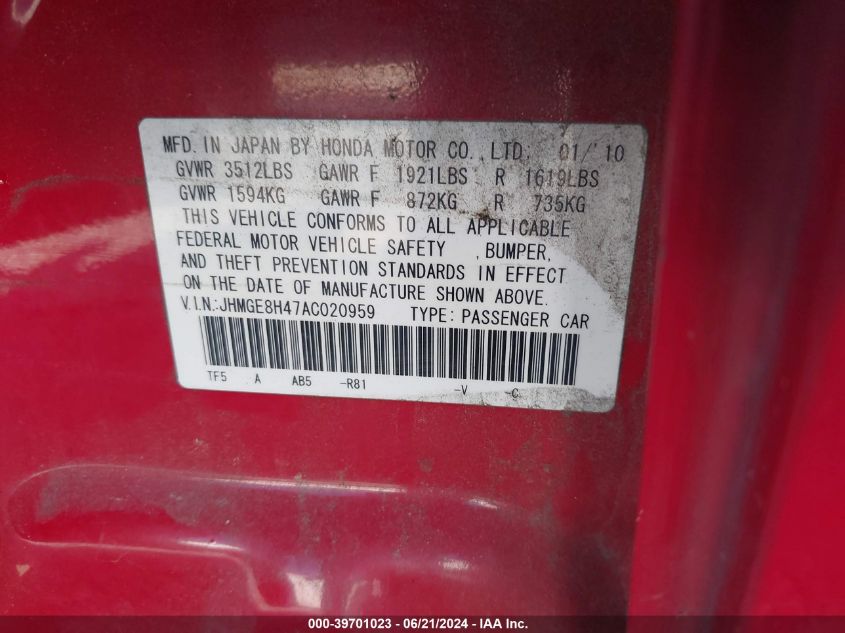 MFD. IN JAPAN BY HONDA MOTOR CO., LTD. 01/'10
GVWR 3512LBS GAWR F 1921LBS R 1619LBS
GVWR 1594KG GAWR F 872KG R 735KG
THIS VEHICLE CONFORMS TO ALL APPLICABLE
FEDERAL MOTOR VEHICLE SAFETY , BUMPER,
AND THEFT PREVENTION STANDARDS IN EFFECT
ON THE DATE OF MANUFACTURE SHOWN ABOVE.
V.I.N.:JHMGE8H47AC020959 TYPE: PASSENGER CAR
TF5 A AB5 -R81 -V -C
000-39701023 - 06/21/2024 - IAA Inc.